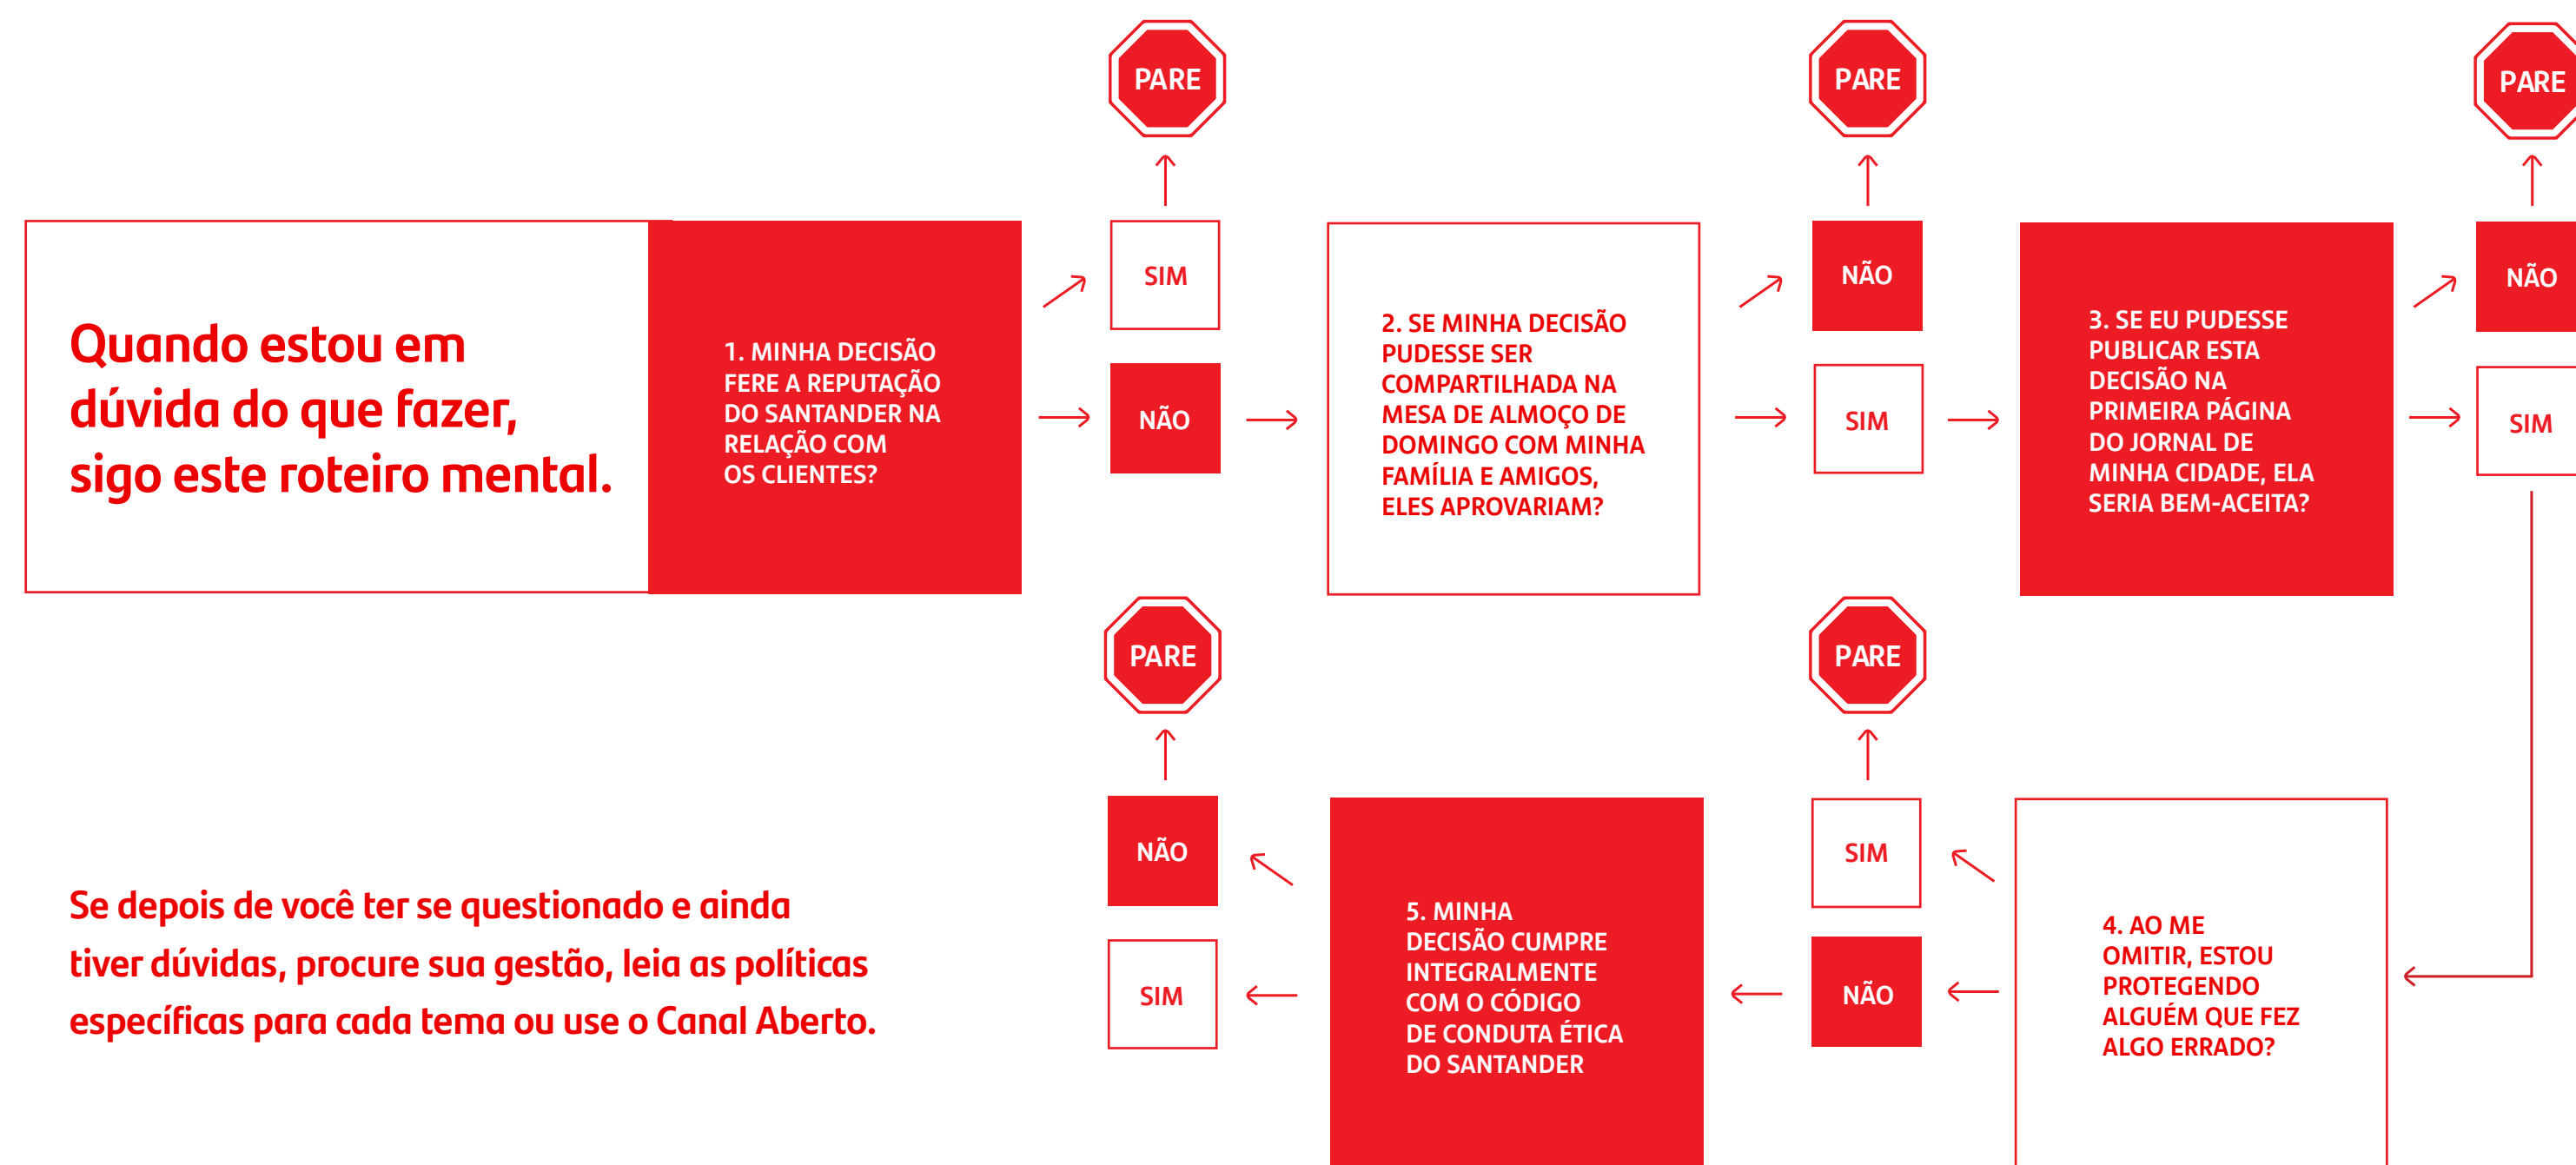 Quando estou em
dúvida do que fazer,
sigo este roteiro mental.
1. MINHA DECISÃO
FERE A REPUTAÇÃO
DO SANTANDER NA
RELAÇÃO COM
OS CLIENTES?
PARE
SIM
NÃO
2. SE MINHA DECISÃO
PUDESSE SER
COMPARTILHADA NA
MESA DE ALMOÇO DE
DOMINGO COM MINHA
FAMÍLIA E AMIGOS,
ELES APROVARIAM?
PARE
NÃO
SIM
3. SE EU PUDESSE
PUBLICAR ESTA
DECISÃO NA
PRIMEIRA PÁGINA
DO JORNAL DE
MINHA CIDADE, ELA
SERIA BEM-ACEITA?
PARE
NÃO
SIM
4. AO ME
OMITIR, ESTOU
PROTEGENDO
ALGUÉM QUE FEZ
ALGO ERRADO?
PARE
SIM
NÃO
5. MINHA
DECISÃO CUMPRE
INTEGRALMENTE
COM O CÓDIGO
DE CONDUTA ÉTICA
DO SANTANDER
PARE
NÃO
SIM
Se depois de você ter se questionado e ainda
tiver dúvidas, procure sua gestão, leia as políticas
específicas para cada tema ou use o Canal Aberto.